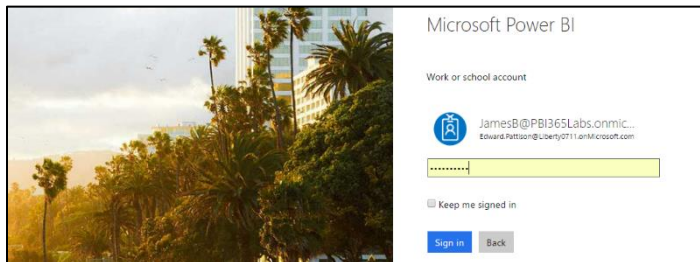 Microsoft Power BI
Work or school account
JamesB@PBI365Labs.onmic...
Edward.Pattison@Liberty0711.onMicrosoft.com
••••••••••
Keep me signed in
Sign in Back